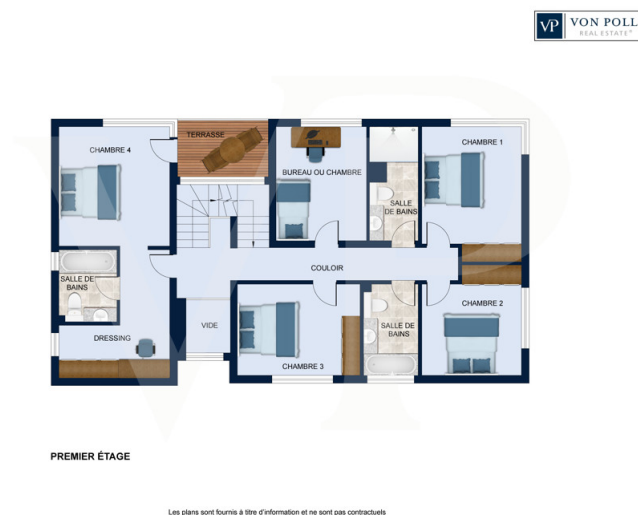 VP VON POLL
REAL ESTATE®
TERRASSE
CHAMBRE 4
CHAMBRE 1
BUREAU OU CHAMBRE
SALLE
DE BAINS
COULOIR
SALLE DE
BAINS
CHAMBRE 2
VIDE
SALLE DE
BAINS
DRESSING
CHAMBRE 3
PREMIER ÉTAGE
Les plans sont fournis à titre d'information et ne sont pas contractuels